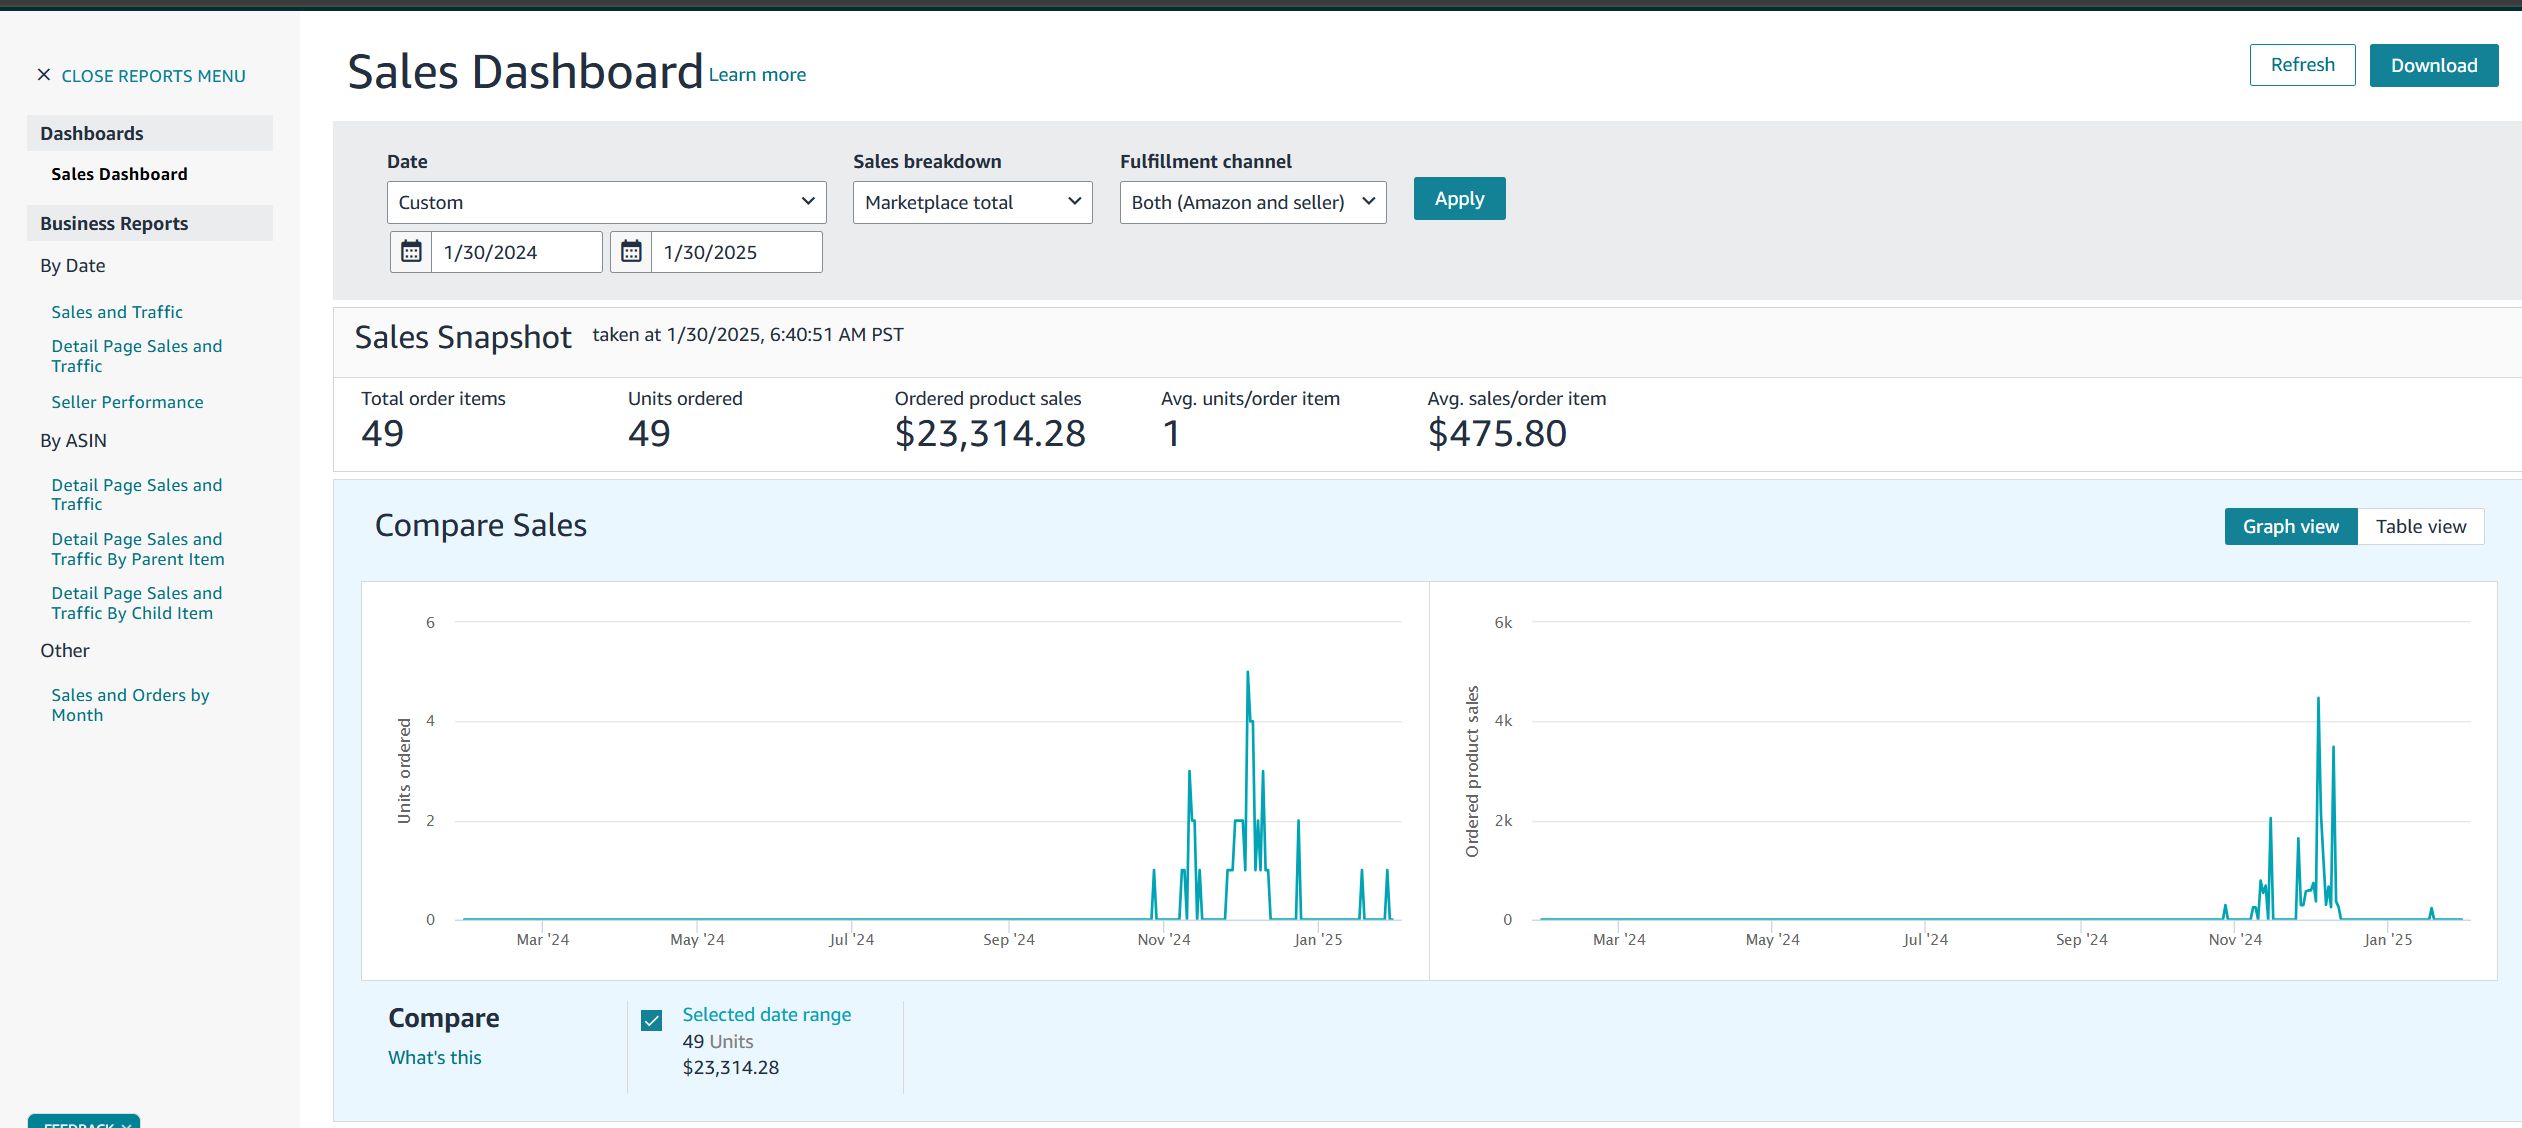 CLOSE REPORTS MENU
Dashboards
Sales Dashboard
Business Reports
By Date
Sales and Traffic
Detail Page Sales and
Traffic
Seller Performance
By ASIN
Detail Page Sales and
Traffic
Detail Page Sales and
Traffic By Parent Item
Detail Page Sales and
Traffic By Child Item
Other
Sales and Orders by
Month
FEEDBACK
Sales Dashboard Learn more
Refresh
Download
Date
Sales breakdown
Fulfillment channel
Custom
Marketplace total
Both (Amazon and seller)
Apply
1/30/2024
1/30/2025
Sales Snapshot taken at 1/30/2025, 6:40:51 AM PST
Total order items
49
Units ordered
49
Ordered product sales
$23,314.28
Avg. units/order item
1
Avg. sales/order item
$475.80
Compare Sales
Graph view
Table view
Units ordered
6
4
2
0
Mar '24
May '24
Jul '24
Sep '24
Nov '24
Jan '25
Ordered product sales
6k
4k
2k
0
Mar '24
May '24
Jul '24
Sep '24
Nov '24
Jan '25
Compare
What's this
Selected date range
49 Units
$23,314.28